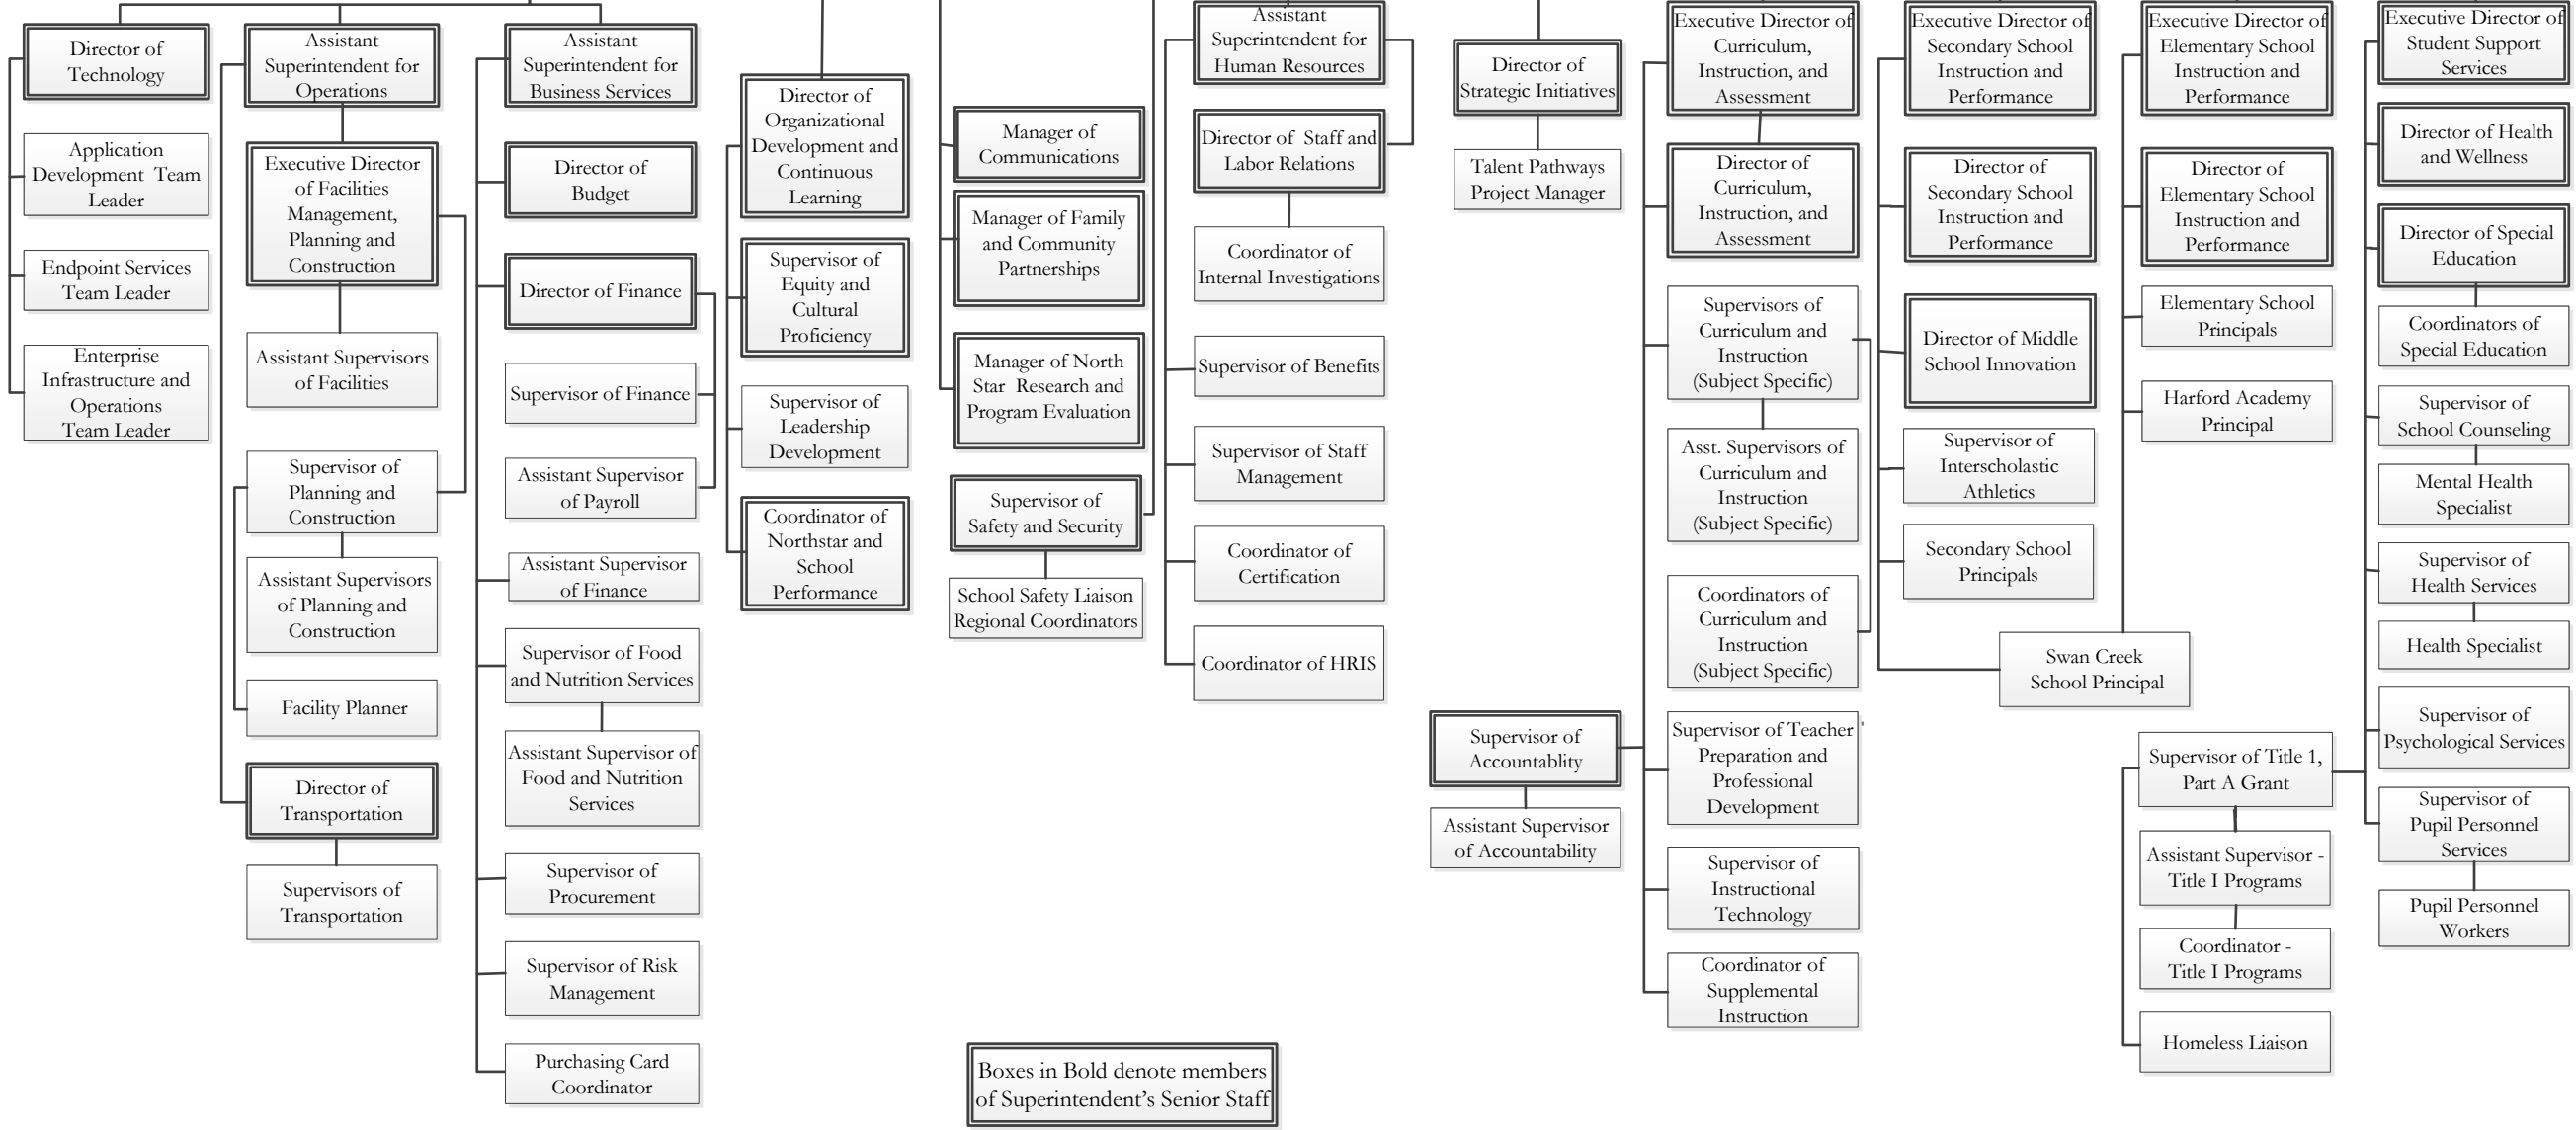 Director of
Technology
Application
Development Team
Leader
Endpoint Services
Team Leader
Enterprise
Infrastructure and
Operations
Team Leader
Assistant
Superintendent for
Operations
Executive Director
of Facilities
Management,
Planning and
Construction
Assistant Supervisors
of Facilities
Supervisor of
Planning and
Construction
Assistant Supervisors
of Planning and
Construction
Facility Planner
Director of
Transportation
Supervisors of
Transportation
Assistant
Superintendent for
Business Services
Director of
Budget
Director of Finance
Supervisor of Finance
Assistant Supervisor
of Payroll
Assistant Supervisor
of Finance
Supervisor of Food
and Nutrition Services
Assistant Supervisor of
Food and Nutrition
Services
Supervisor of
Procurement
Supervisor of Risk
Management
Purchasing Card
Coordinator
Director of
Organizational
Development and
Continuous
Learning
Supervisor of
Equity and
Cultural
Proficiency
Supervisor of
Leadership
Development
Coordinator of
Northstar and
School
Performance
Manager of
Communications
Manager of Family
and Community
Partnerships
Manager of North
Star Research and
Program Evaluation
Supervisor of
Safety and Security
School Safety Liaison
Regional Coordinators
Assistant
Superintendent for
Human Resources
Director of Staff and
Labor Relations
Coordinator of
Internal Investigations
Supervisor of Benefits
Supervisor of Staff
Management
Coordinator of
Certification
Coordinator of HRIS
Director of
Strategic Initiatives
Talent Pathways
Project Manager
Supervisor of
Accountablity
Assistant Supervisor
of Accountability
Executive Director of
Curriculum,
Instruction, and
Assessment
Director of
Curriculum,
Instruction, and
Assessment
Supervisors of
Curriculum and
Instruction
(Subject Specific)
Asst. Supervisors of
Curriculum and
Instruction
(Subject Specific)
Coordinators of
Curriculum and
Instruction
(Subject Specific)
Supervisor of Teacher
Preparation and
Professional
Development
Supervisor of
Instructional
Technology
Coordinator of
Supplemental
Instruction
Executive Director of
Secondary School
Instruction and
Performance
Director of
Secondary School
Instruction and
Performance
Director of Middle
School Innovation
Supervisor of
Interscholastic
Athletics
Secondary School
Principals
Swan Creek
School Principal
Executive Director of
Elementary School
Instruction and
Performance
Director of
Elementary School
Instruction and
Performance
Elementary School
Principals
Harford Academy
Principal
Supervisor of Title 1,
Part A Grant
Assistant Supervisor -
Title I Programs
Coordinator -
Title I Programs
Homeless Liaison
Executive Director of
Student Support
Services
Director of Health
and Wellness
Director of Special
Education
Coordinators of
Special Education
Supervisor of
School Counseling
Mental Health
Specialist
Supervisor of
Health Services
Health Specialist
Supervisor of
Psychological Services
Supervisor of
Pupil Personnel
Services
Pupil Personnel
Workers
Boxes in Bold denote members
of Superintendent's Senior Staff